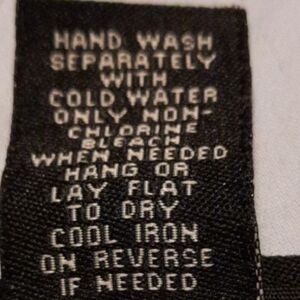 HAND WASH
SEPARATELY
WITH
COLD WATER
ONLY NON-
CHLORINE
BLEACH
WHEN NEEDED
HANG OR
LAY FLAT
TO DRY
COOL IRON
ON REVERSE
IF NEEDED